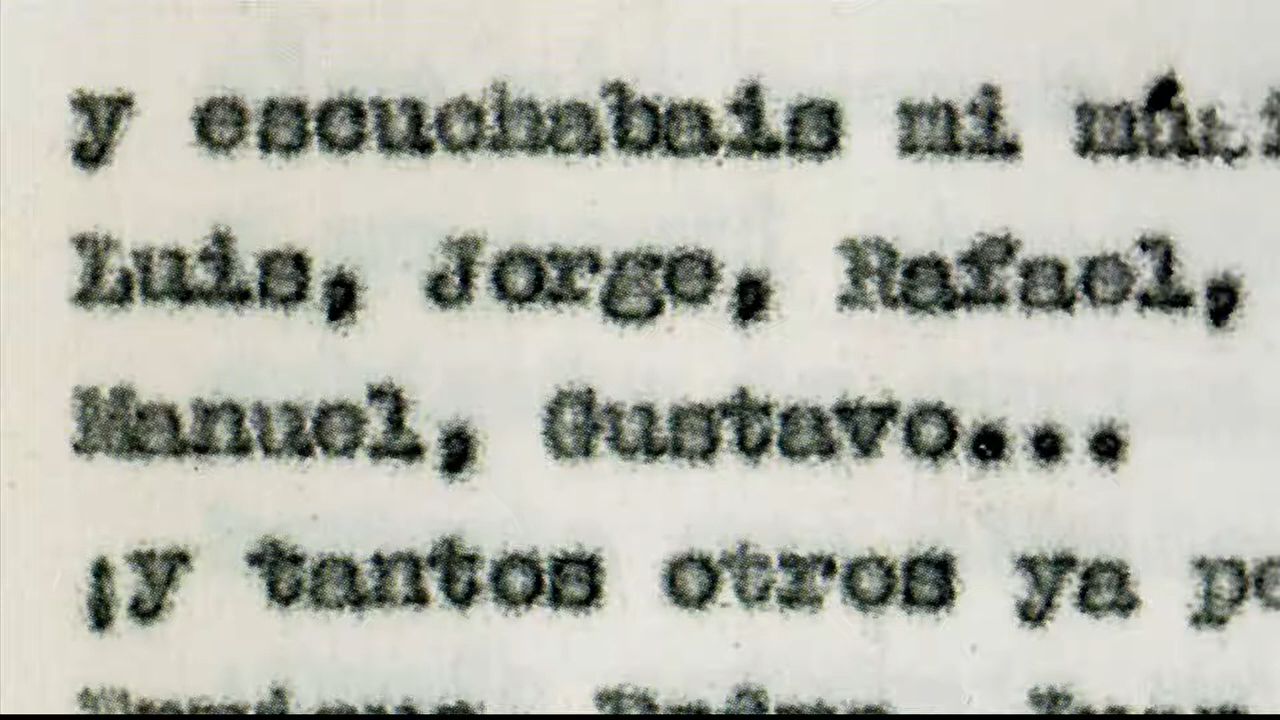 y escuchabais mi
Luis, Jorge, Rafael,
Manuel, Gustavo...
¡y tantos otros ya